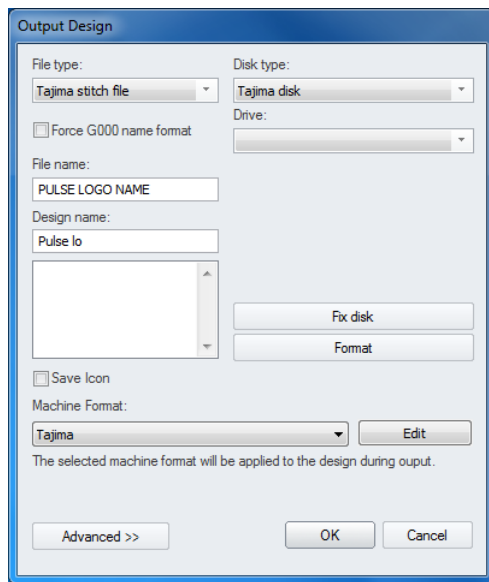 Output Design
File type:
Tajima stitch file
Force G000 name format
File name:
PULSE LOGO NAME
Design name:
Pulse lo
Save Icon
Disk type:
Tajima disk
Drive:
Fix disk
Format
Machine Format:
Tajima
Edit
The selected machine format will be applied to the design during ouput.
Advanced >>
OK
Cancel